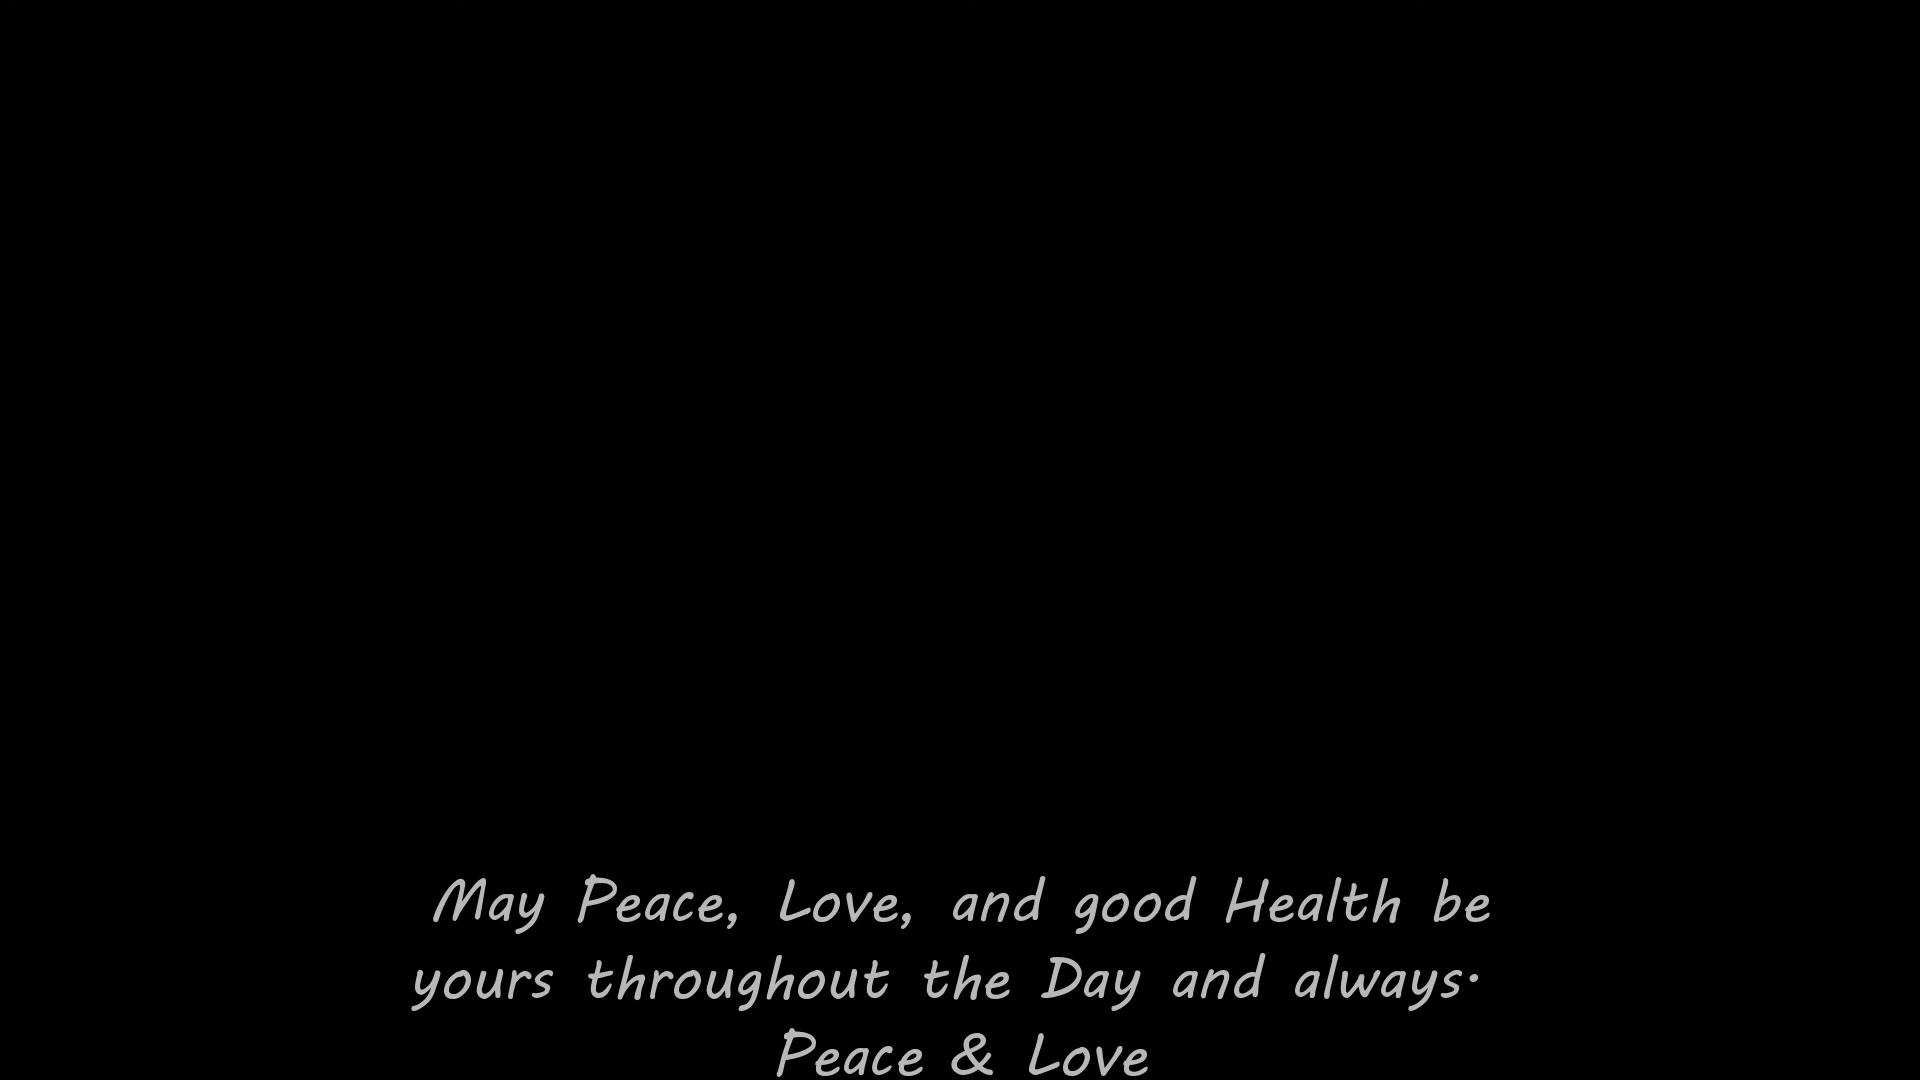 May Peace, Love, and good Health be
yours throughout the Day and always.
Peace & Love